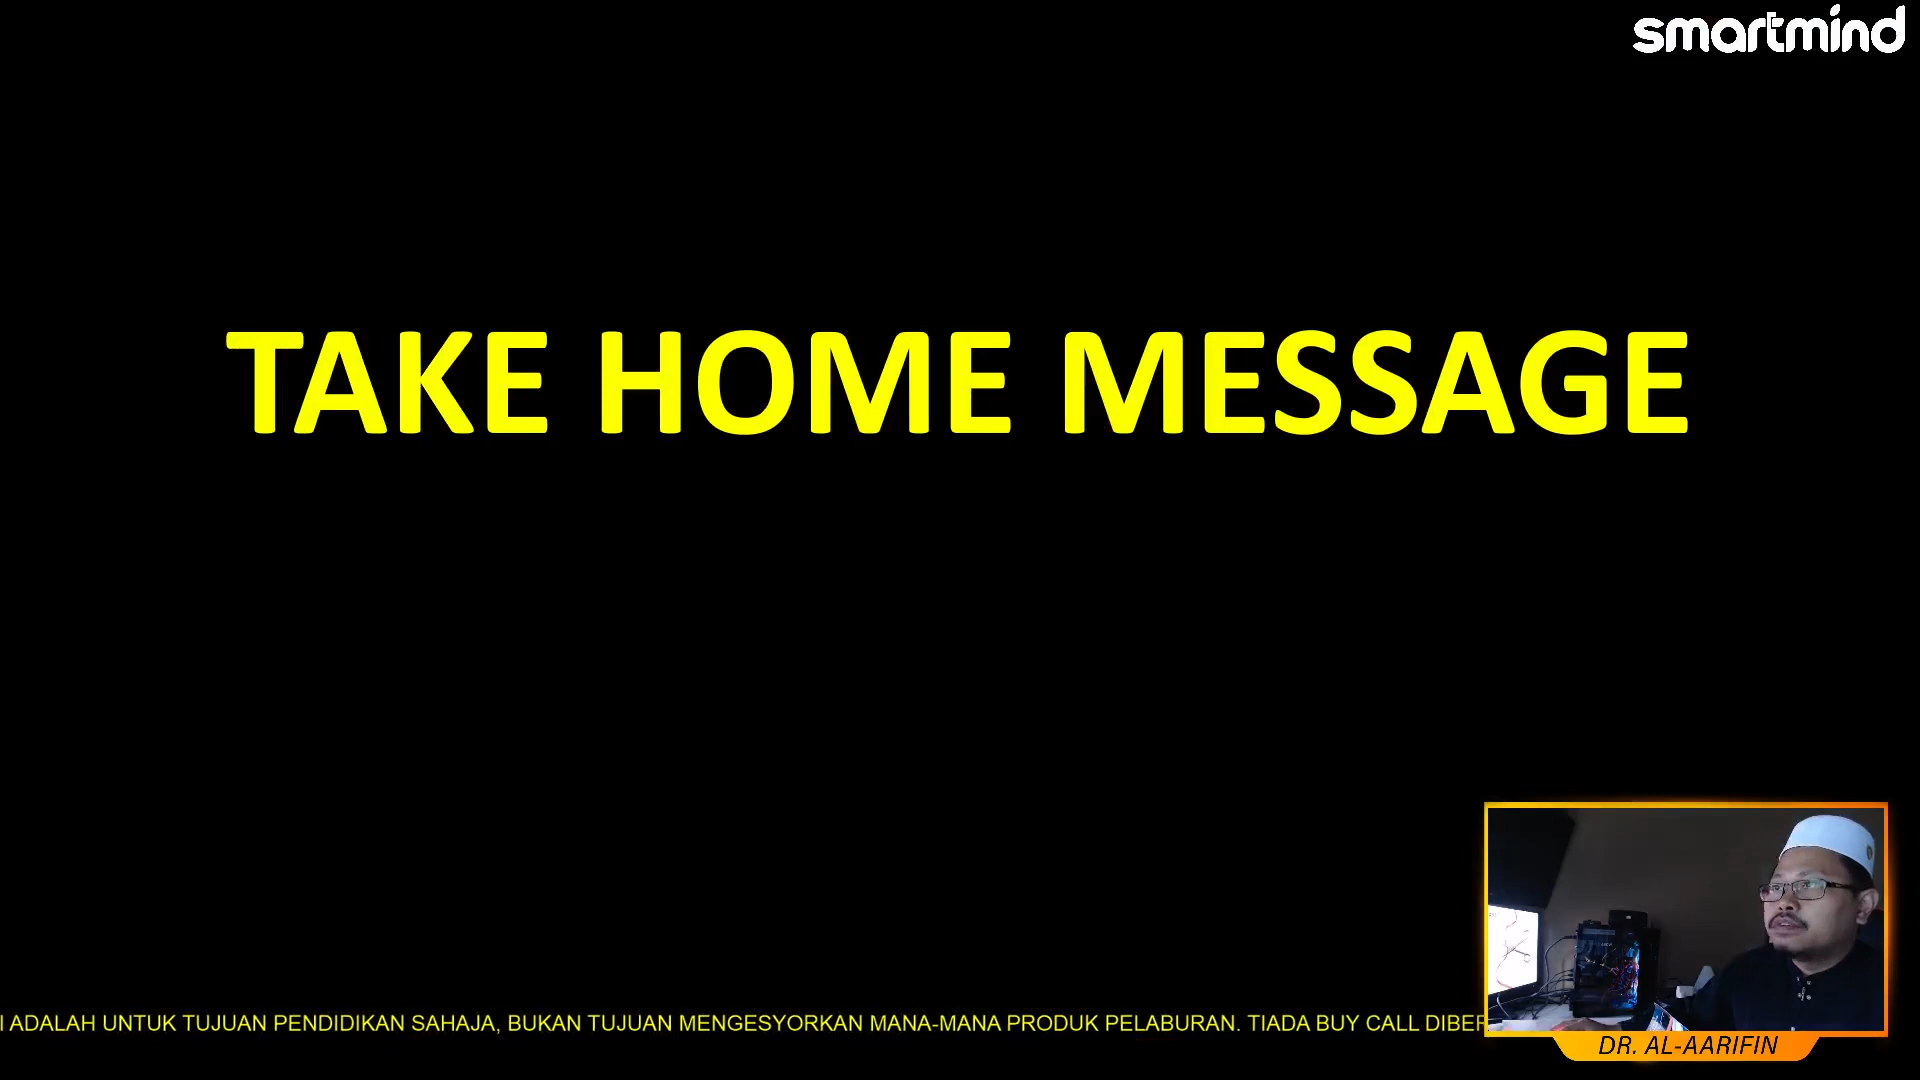 smartmind
TAKE HOME MESSAGE
I ADALAH UNTUK TUJUAN PENDIDIKAN SAHAJA, BUKAN TUJUAN MENGESYORKAN MANA-MANA PRODUK PELABURAN. TIADA BUY CALL DIBER
DR. AL-AARIFIN